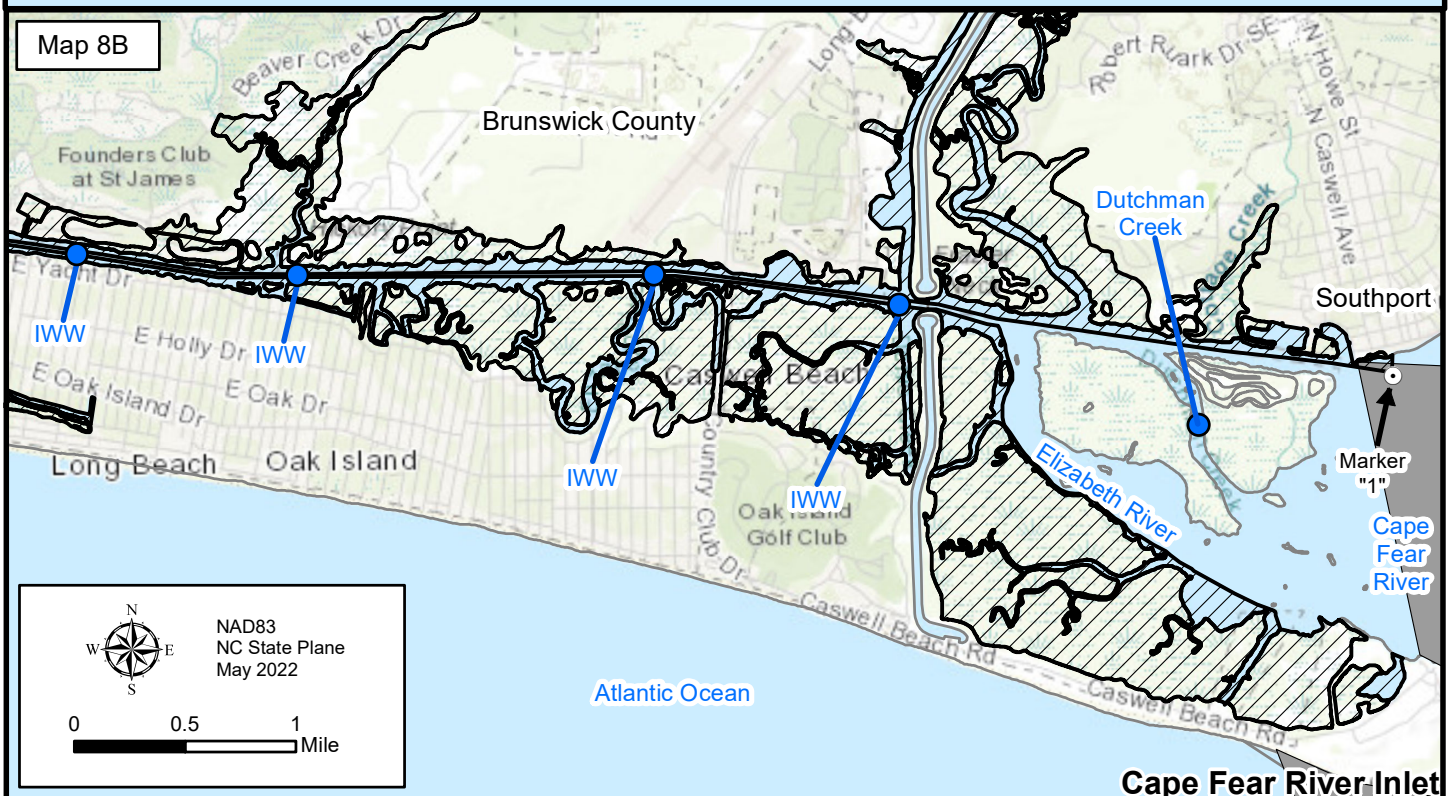 Map 8B
Beaver Creek Dr
Robert Ruark Dr SE
N Howe St
N Caswell Ave
Brunswick County
Founders Club
at St James
Dutchman
Creek
Southport
E Yacht Dr
IWW
IWW
IWW
IWW
E Holly Dr
E Oak Dr
E Oak Island Dr
Caswell Beach
Long Beach
Oak Island
Country Club Dr
Oak Island
Golf Club
Elizabeth River
Marker
"1"
Cape
Fear
River
Caswell Beach Rd
Caswell Beach Rd
Atlantic Ocean
N
W
E
S
NAD83
NC State Plane
May 2022
0
0.5
1
Mile
Cape Fear River Inlet